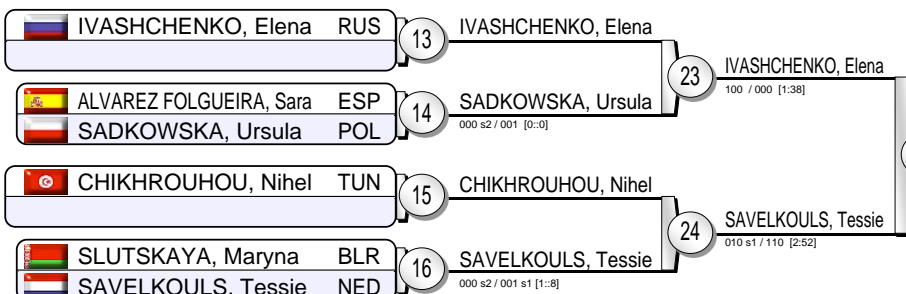 IVASHCHENKO, Elena RUS
13
IVASHCHENKO, Elena
23
IVASHCHENKO, Elena
100 / 000 [1:38]
ALVAREZ FOLGUEIRA, Sara ESP
SADKOWSKA, Ursula POL
14
SADKOWSKA, Ursula
000 s2 / 001 [0::0]
CHIKHROUHOU, Nihel TUN
15
CHIKHROUHOU, Nihel
24
SAVELKOULS, Tessie
010 s1 / 110 [2:52]
SLUTSKAYA, Maryna BLR
SAVELKOULS, Tessie NED
16
SAVELKOULS, Tessie
000 s2 / 001 s1 [1::8]